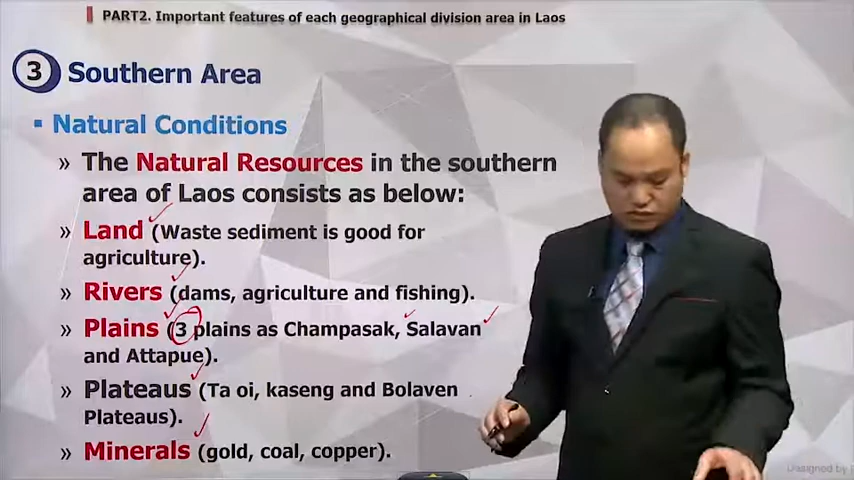 PART2. Important features of each geographical division area in Laos
3 Southern Area
▪ Natural Conditions
» The Natural Resources in the southern
area of Laos consists as below:
» Land (Waste sediment is good for
agriculture).
» Rivers (dams, agriculture and fishing).
» Plains (3 plains as Champasak, Salavan
and Attapue).
» Plateaus (Ta oi, kaseng and Bolaven
Plateaus).
» Minerals (gold, coal, copper).
Designed by